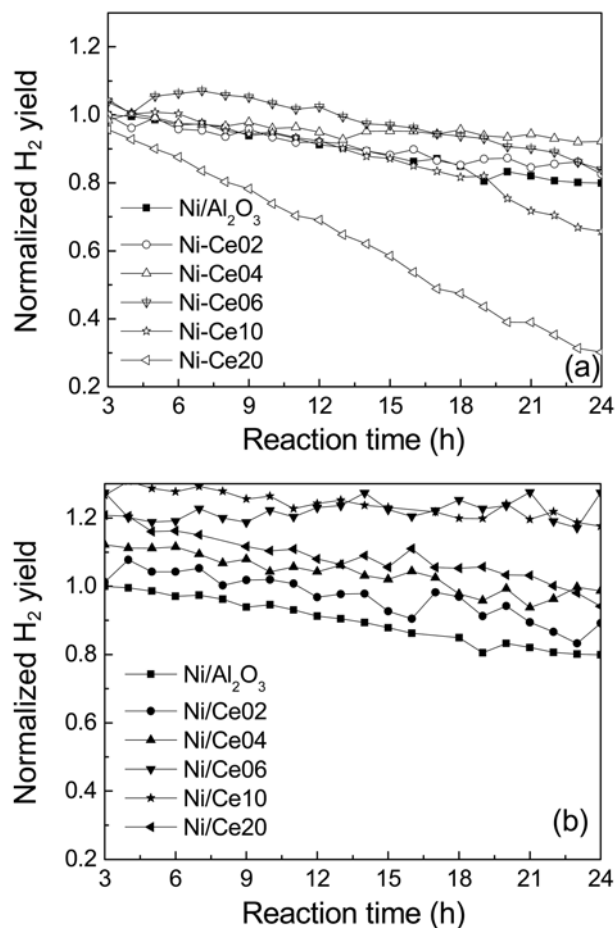 1.2
1.0
0.8
0.6
0.4
0.2
Normalized H₂ yield
Ni/Al₂O₃
Ni-Ce02
Ni-Ce04
Ni-Ce06
Ni-Ce10
Ni-Ce20
(a)
3 6 9 12 15 18 21 24
Reaction time (h)
1.2
1.0
0.8
0.6
0.4
0.2
Normalized H₂ yield
Ni/Al₂O₃
Ni/Ce02
Ni/Ce04
Ni/Ce06
Ni/Ce10
Ni/Ce20
(b)
3 6 9 12 15 18 21 24
Reaction time (h)